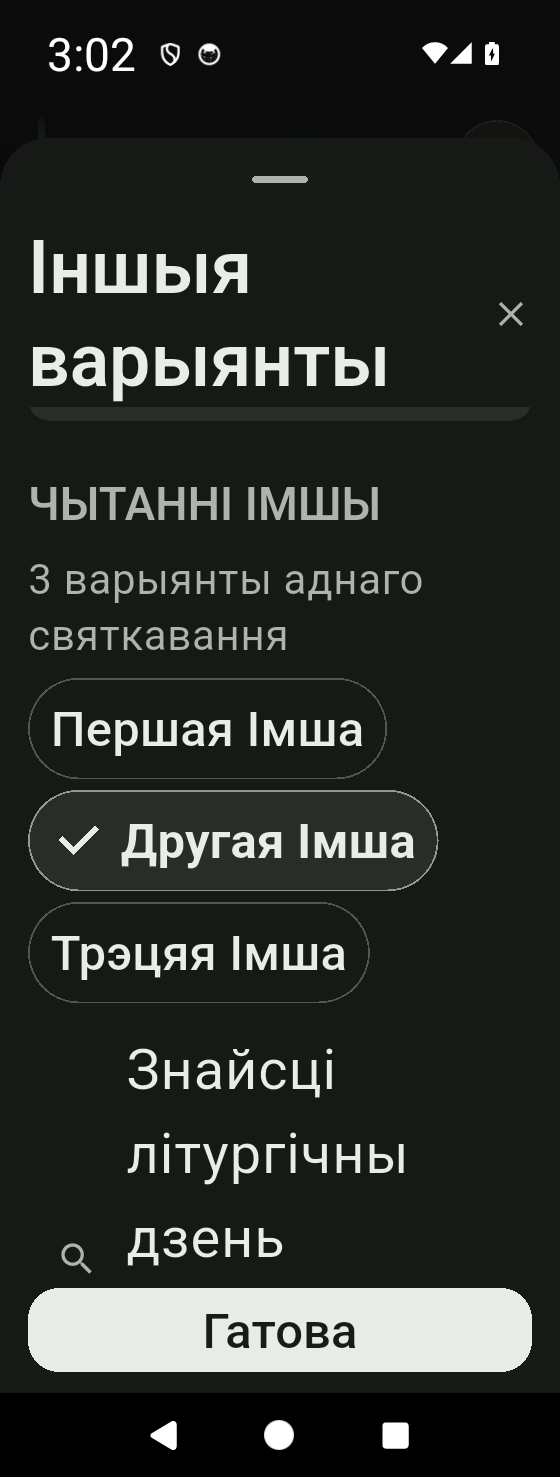 3:02
Іншыя
варыянты
ЧЫТАННІ ІМШЫ
3 варыянты аднаго
святкавання
Першая Імша
Другая Імша
Трэцяя Імша
Знайсці
літургічны
дзень
Гатова